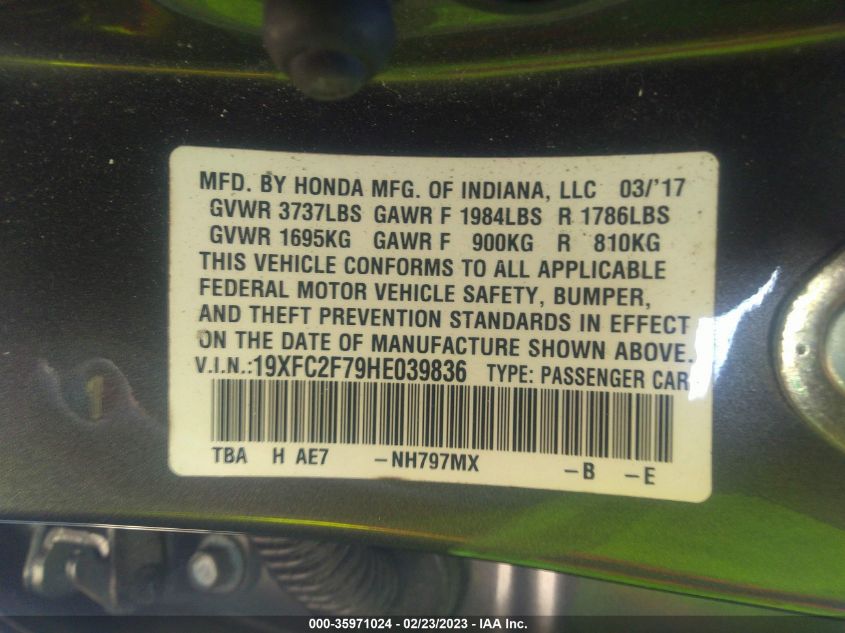 MFD. BY HONDA MFG. OF INDIANA, LLC 03/'17
GVWR 3737LBS GAWR F 1984LBS R 1786LBS
GVWR 1695KG GAWR F 900KG R 810KG
THIS VEHICLE CONFORMS TO ALL APPLICABLE
FEDERAL MOTOR VEHICLE SAFETY, BUMPER,
AND THEFT PREVENTION STANDARDS IN EFFECT
ON THE DATE OF MANUFACTURE SHOWN ABOVE.
V.I.N.:19XFC2F79HE039836 TYPE: PASSENGER CAR
TBA H AE7 -NH797MX -B -E
000-35971024 - 02/23/2023 - IAA Inc.